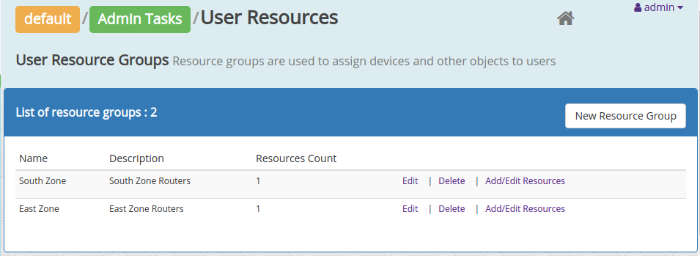 default / Admin Tasks / User Resources
admin
User Resource Groups Resource groups are used to assign devices and other objects to users
List of resource groups : 2
New Resource Group
Name Description Resources Count
South Zone South Zone Routers 1 Edit | Delete | Add/Edit Resources
East Zone East Zone Routers 1 Edit | Delete | Add/Edit Resources